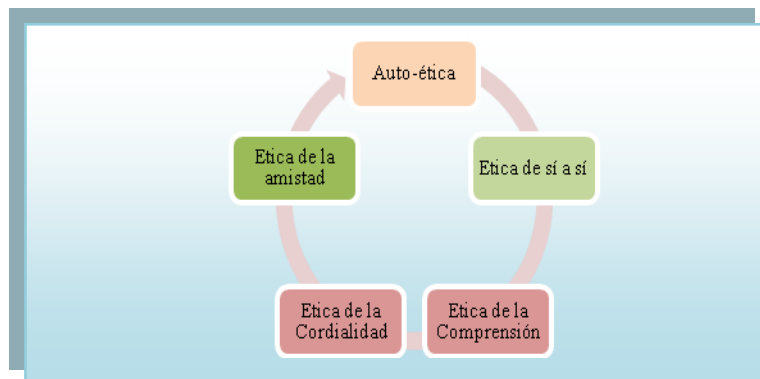 Auto-ética
Etica de sí a sí
Etica de la
Comprensión
Etica de la
Cordialidad
Etica de la
amistad